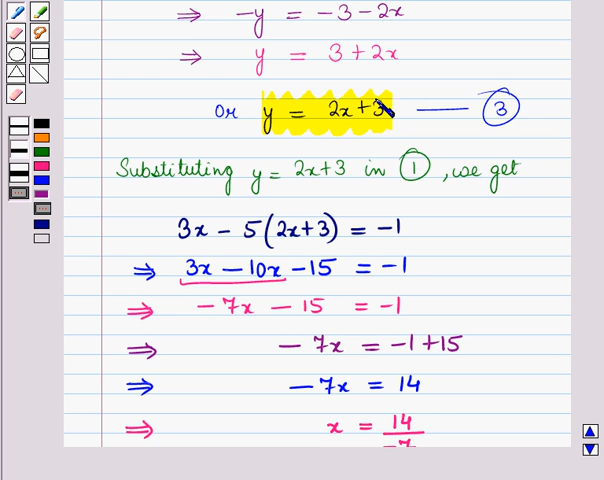 ⇒ -y = -3-2x
⇒ y = 3+2x
Or y = 2x+3 —— ③
Substituting y = 2x+3 in ①, we get
3x - 5(2x+3) = -1
⇒ 3x - 10x - 15 = -1
⇒ -7x - 15 = -1
⇒ -7x = -1+15
⇒ -7x = 14
⇒ x = 14/-7